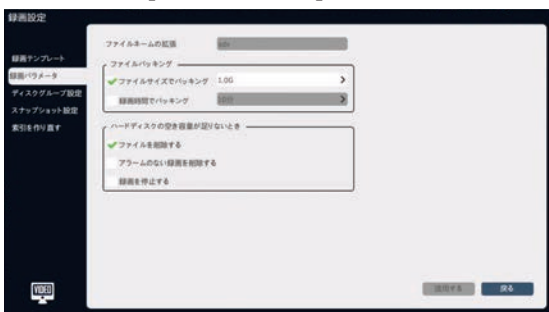 録画設定
録画テンプレート
録画パラメータ
ディスクグループ設定
スナップショット設定
索引を作り直す
ファイルネームの拡張
ファイルパッキング
ファイルサイズでパッキング 1.0G
録画時間でパッキング
ハードディスクの空き容量が足りないとき
ファイルを削除する
アラームのない録画を削除する
録画を停止する
VIDEO
適用する 戻る